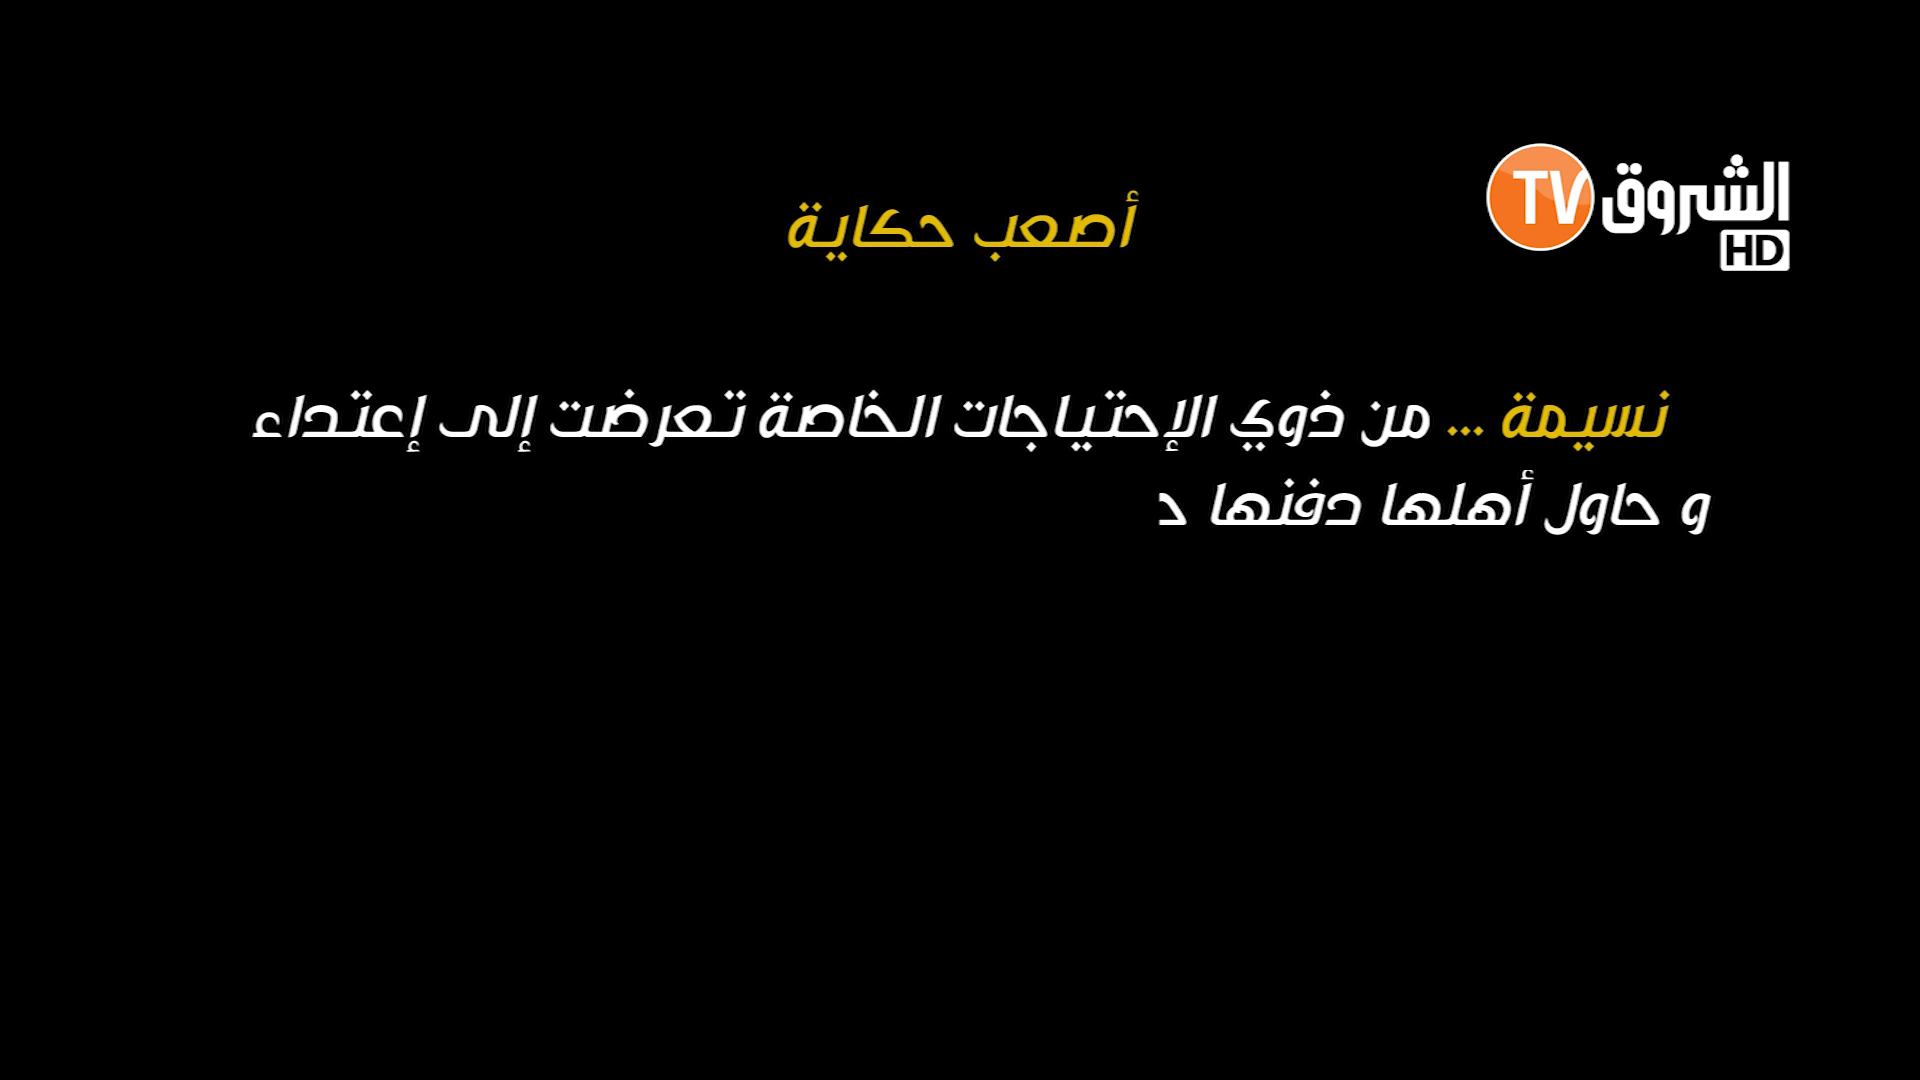 الشروق TV
HD
أصعب حكاية
نسيمة ... من ذوي الإحتياجات الخاصة تعرضت إلى إعتداء
و حاول أهلها دفنها د